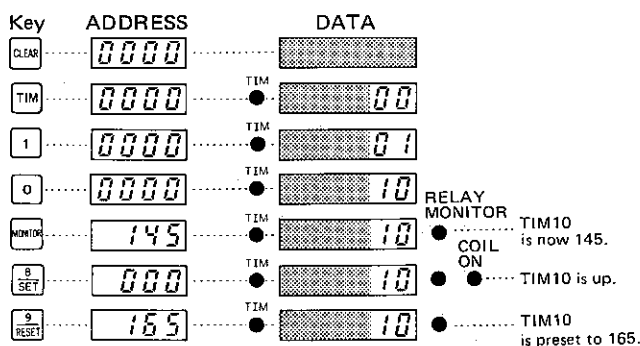 Key ADDRESS DATA
CLEAR 0000
TIM 0000 TIM 00
1 0000 TIM 01
0 0000 TIM 10
RELAY MONITOR
MONITOR 145 TIM 10 TIM10 is now 145.
COIL ON
8 SET 000 TIM 10 TIM10 is up.
9 RESET 165 TIM 10 TIM10 is preset to 165.